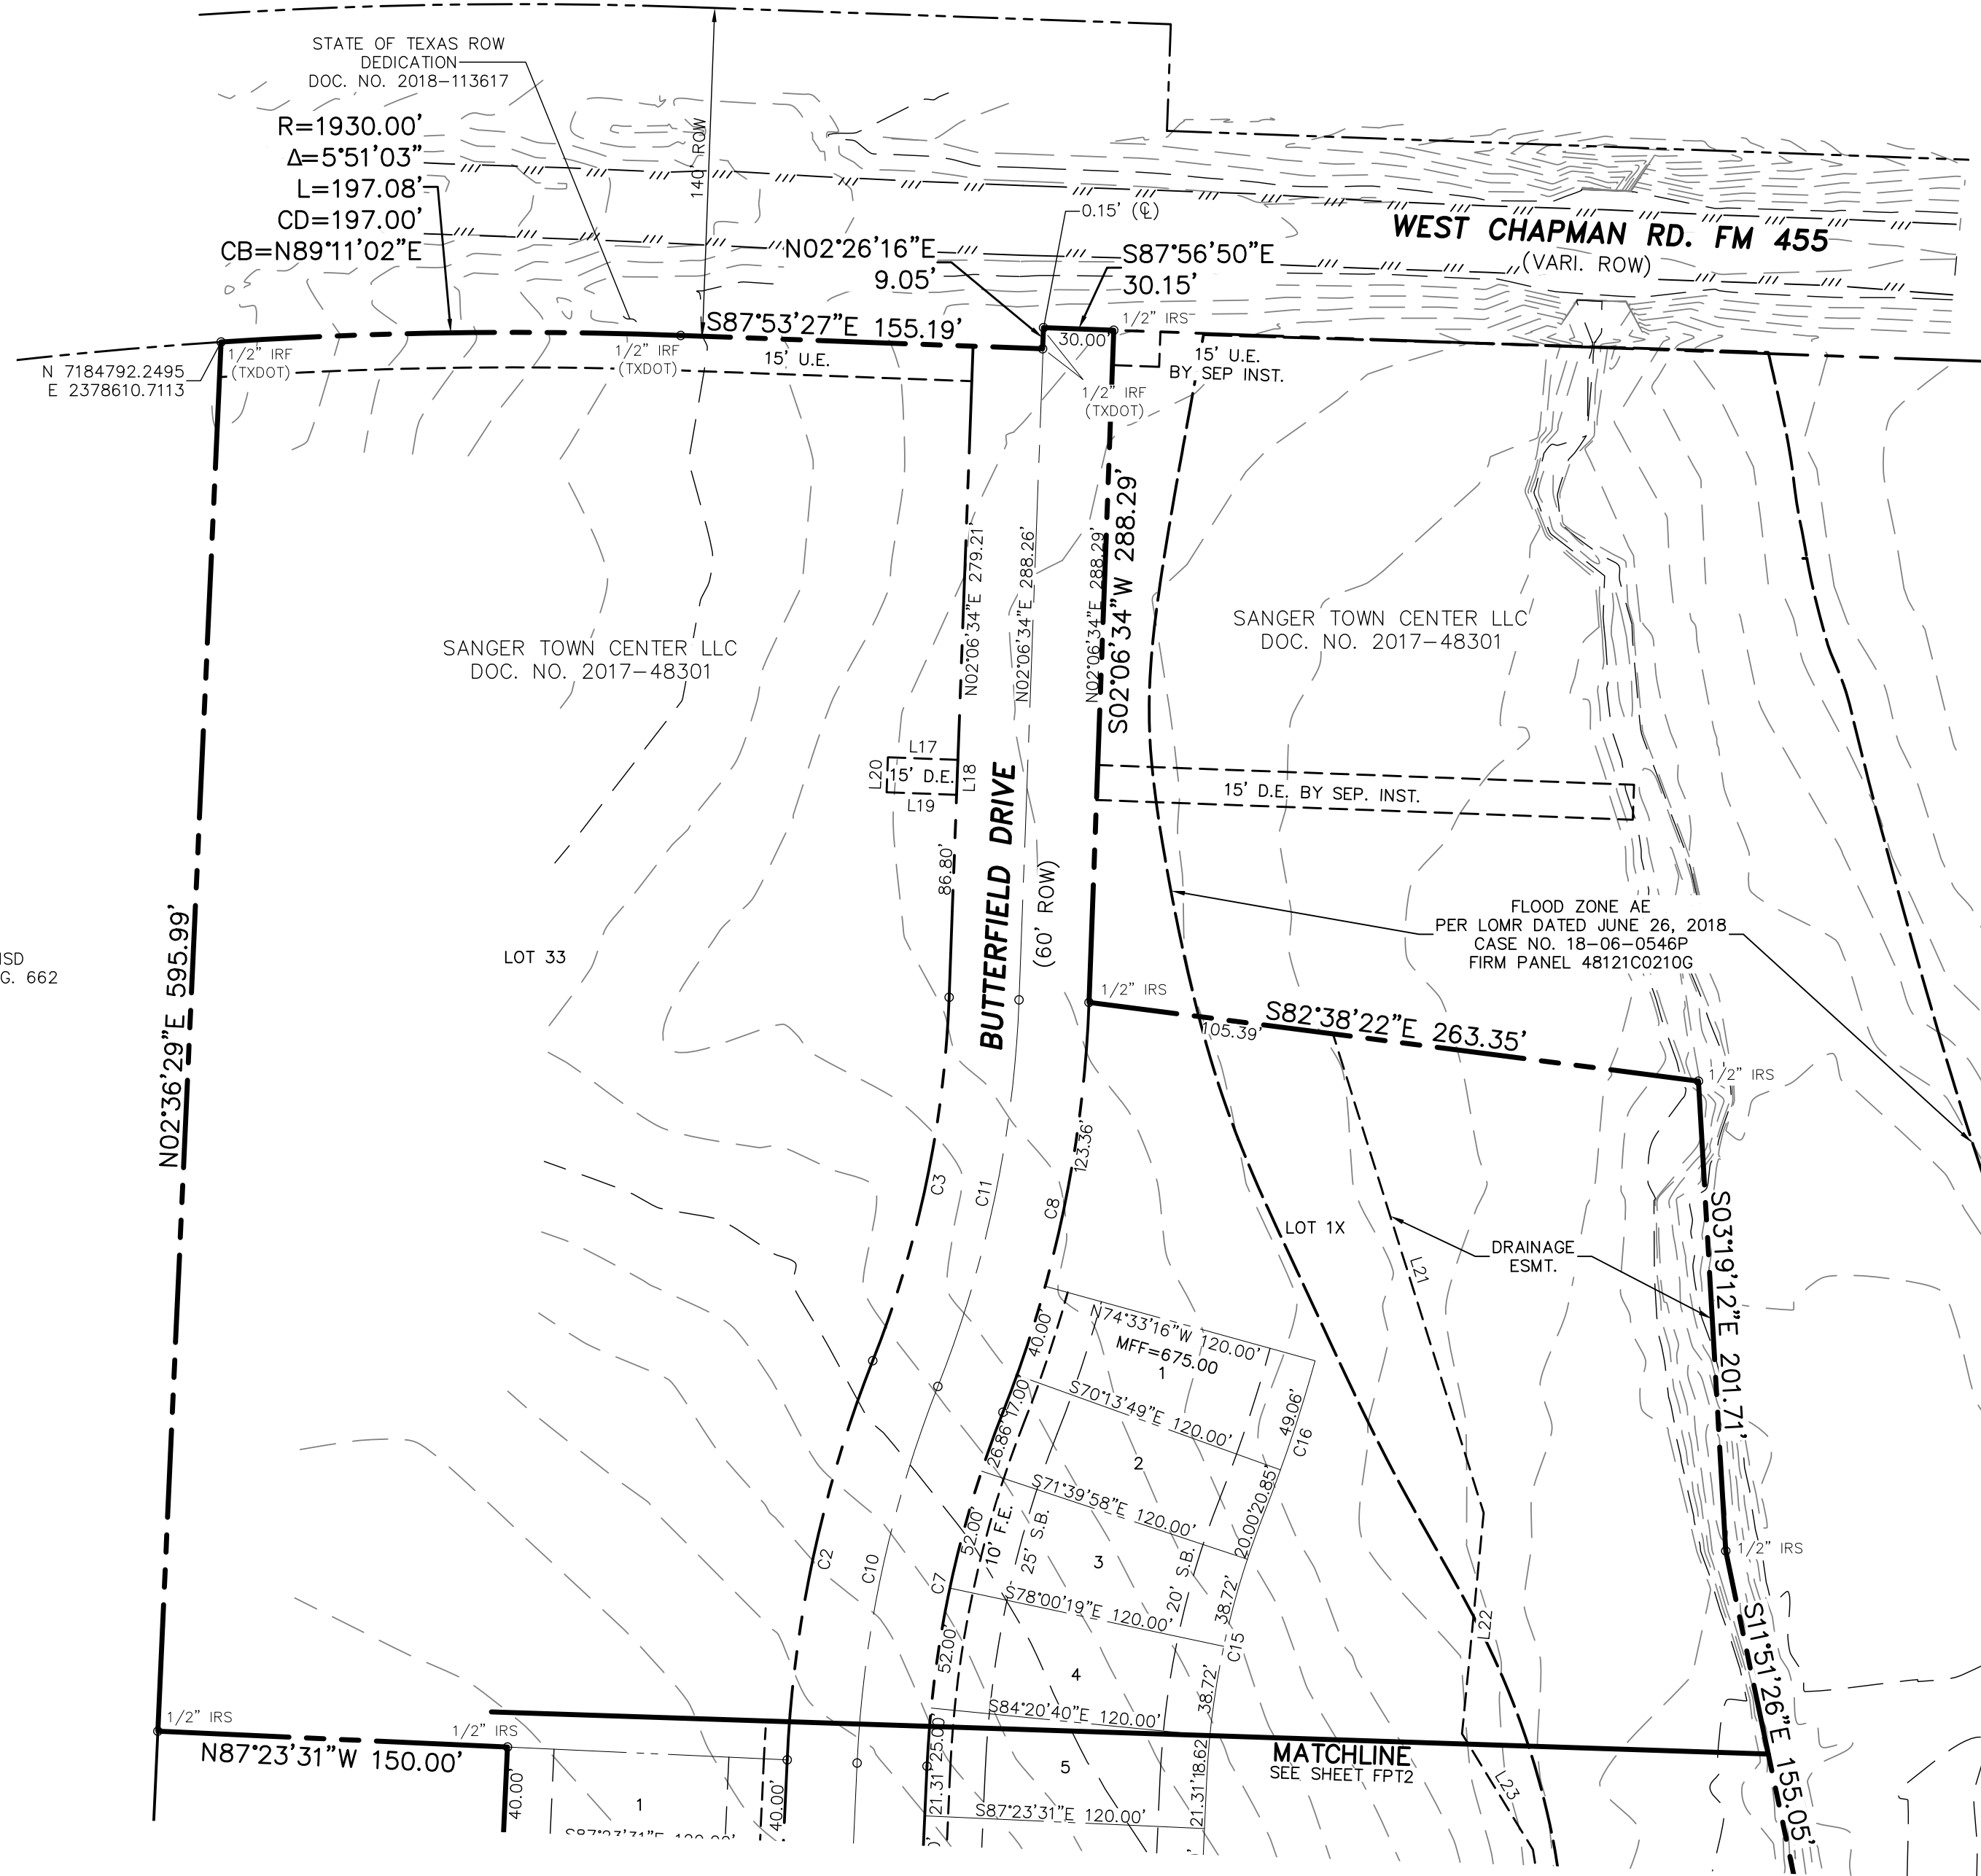 STATE OF TEXAS ROW
DEDICATION
DOC. NO. 2018-113617
R=1930.00'
Δ=5°51'03"
L=197.08'
CD=197.00'
CB=N89°11'02"E
140' ROW
0.15' (℄)
N02°26'16"E
9.05'
S87°56'50"E
30.15'
WEST CHAPMAN RD. FM 455
(VARI. ROW)
S87°53'27"E 155.19'
30.00'
1/2" IRS
1/2" IRF
(TXDOT)
1/2" IRF
(TXDOT)
15' U.E.
15' U.E.
BY SEP INST.
N 7184792.2495
E 2378610.7113
1/2" IRF
(TXDOT)
N02°06'34"E 279.21'
N02°06'34"E 288.26'
N02°06'34"E 288.29'
S02°06'34"W 288.29'
SANGER TOWN CENTER LLC
DOC. NO. 2017-48301
SANGER TOWN CENTER LLC
DOC. NO. 2017-48301
L17
L20
15' D.E.
L18
L19
15' D.E. BY SEP. INST.
BUTTERFIELD DRIVE
(60' ROW)
86.80'
FLOOD ZONE AE
PER LOMR DATED JUNE 26, 2018
CASE NO. 18-06-0546P
FIRM PANEL 48121C0210G
LOT 33
ISD
G. 662
N02°36'29"E 595.99'
1/2" IRS
S82°38'22"E 263.35'
105.39'
1/2" IRS
123.36'
C3
C11
C8
LOT 1X
DRAINAGE
ESMT.
L21
S03°19'12"E 201.71'
N74°33'16"W 120.00'
MFF=675.00
1
40.00'
S70°13'49"E 120.00'
17.00'
26.86'
49.06'
C16
2
S71°39'58"E 120.00'
20.85'
20.00'
52.00'
10' F.E.
25' S.B.
3
20' S.B.
C2
C10
C7
S78°00'19"E 120.00'
38.72'
C15
52.00'
4
S84°20'40"E 120.00'
38.72'
L22
1/2" IRS
S11°51'26"E 155.05'
1/2" IRS
1/2" IRS
N87°23'31"W 150.00'
MATCHLINE
SEE SHEET FPT2
L23
40.00'
1
40.00'
25.00'
21.31'
5
18.62'
21.31'
S87°23'31"E 120.00'
S87°23'31"E 120.00'